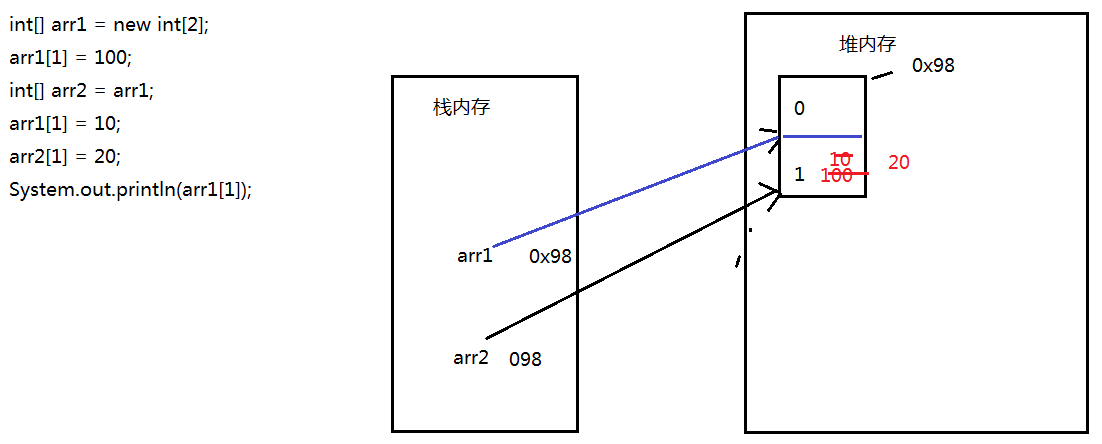 int[] arr1 = new int[2];
arr1[1] = 100;
int[] arr2 = arr1;
arr1[1] = 10;
arr2[1] = 20;
System.out.println(arr1[1]);
栈内存
arr1 0x98
arr2 098
堆内存
0x98
0
10
1 100
20